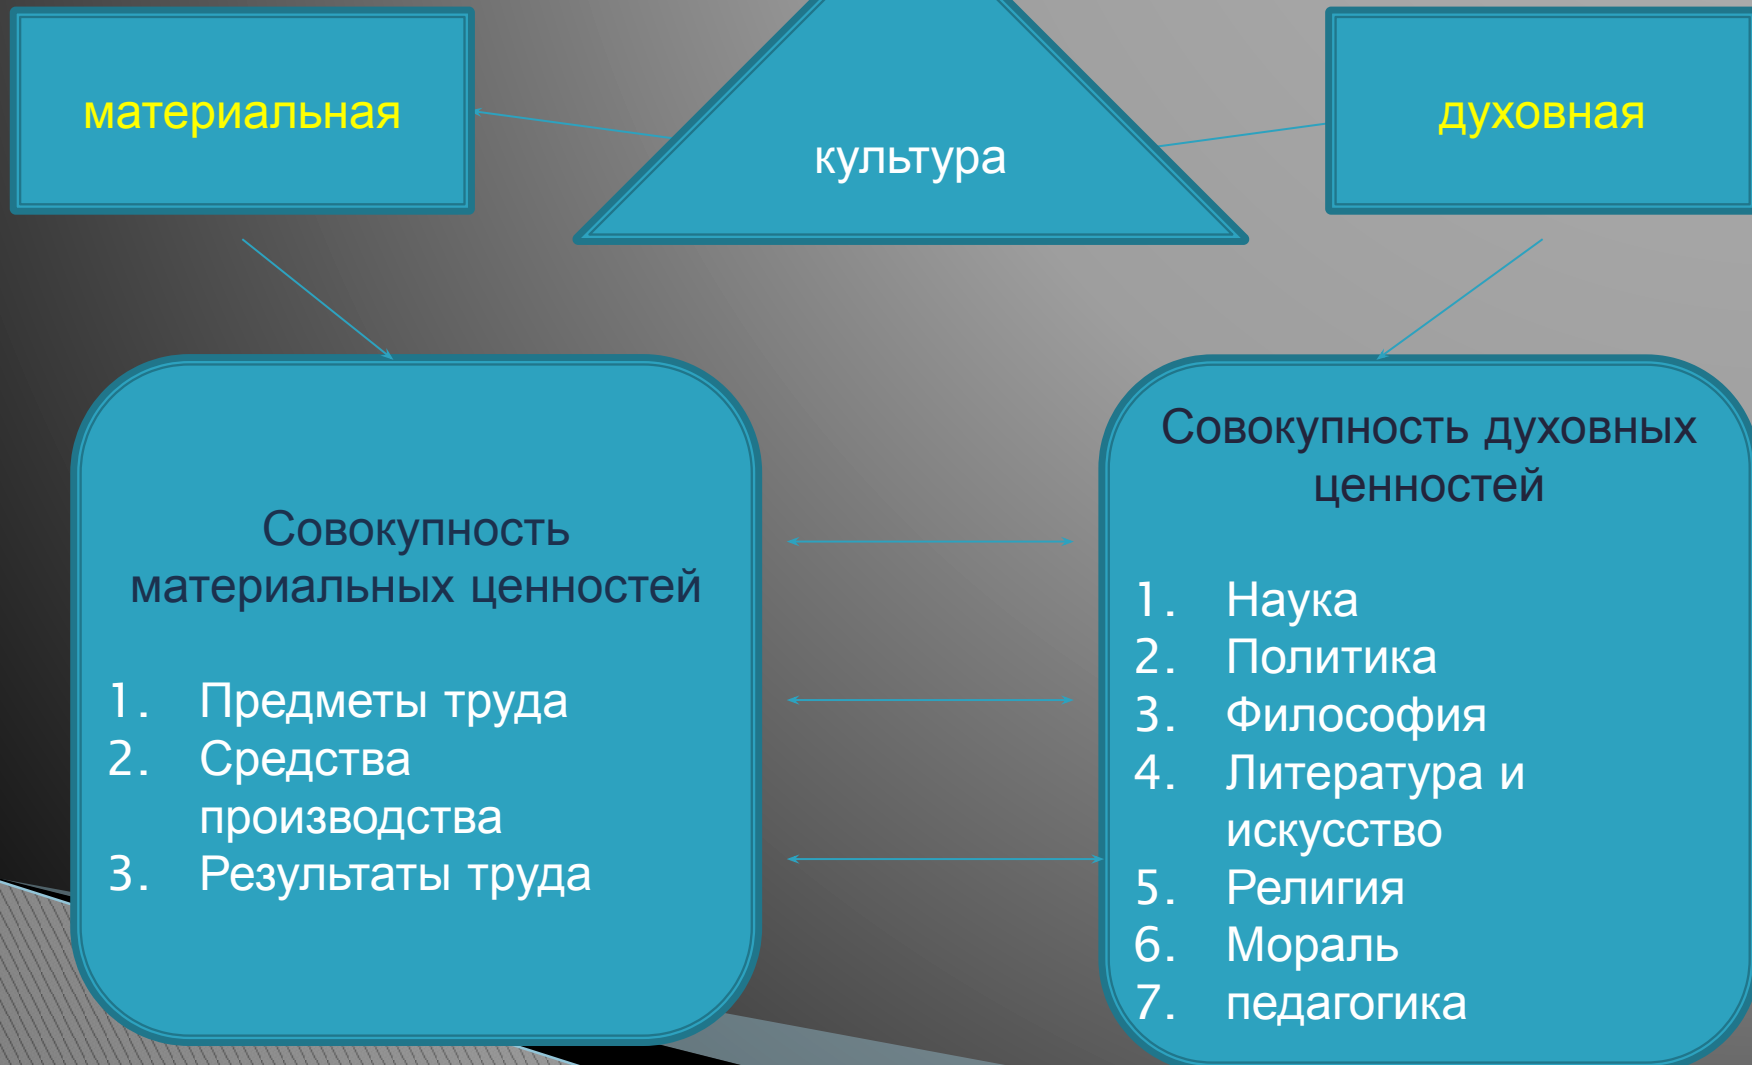 материальная
культура
духовная
Совокупность
материальных ценностей
1. Предметы труда
2. Средства
производства
3. Результаты труда
Совокупность духовных
ценностей
1. Наука
2. Политика
3. Философия
4. Литература и
искусство
5. Религия
6. Мораль
7. педагогика